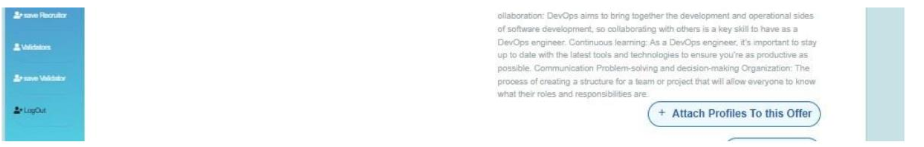 save Recruitor
Validators
save Validator
LogOut
ollaboration: DevOps aims to bring together the development and operational sides
of software development, so collaborating with others is a key skill to have as a
DevOps engineer. Continuous learning: As a DevOps engineer, it's important to stay
up to date with the latest tools and technologies to ensure you're as productive as
possible. Communication Problem-solving and decision-making Organization: The
process of creating a structure for a team or project that will allow everyone to know
what their roles and responsibilities are.
+ Attach Profiles To this Offer